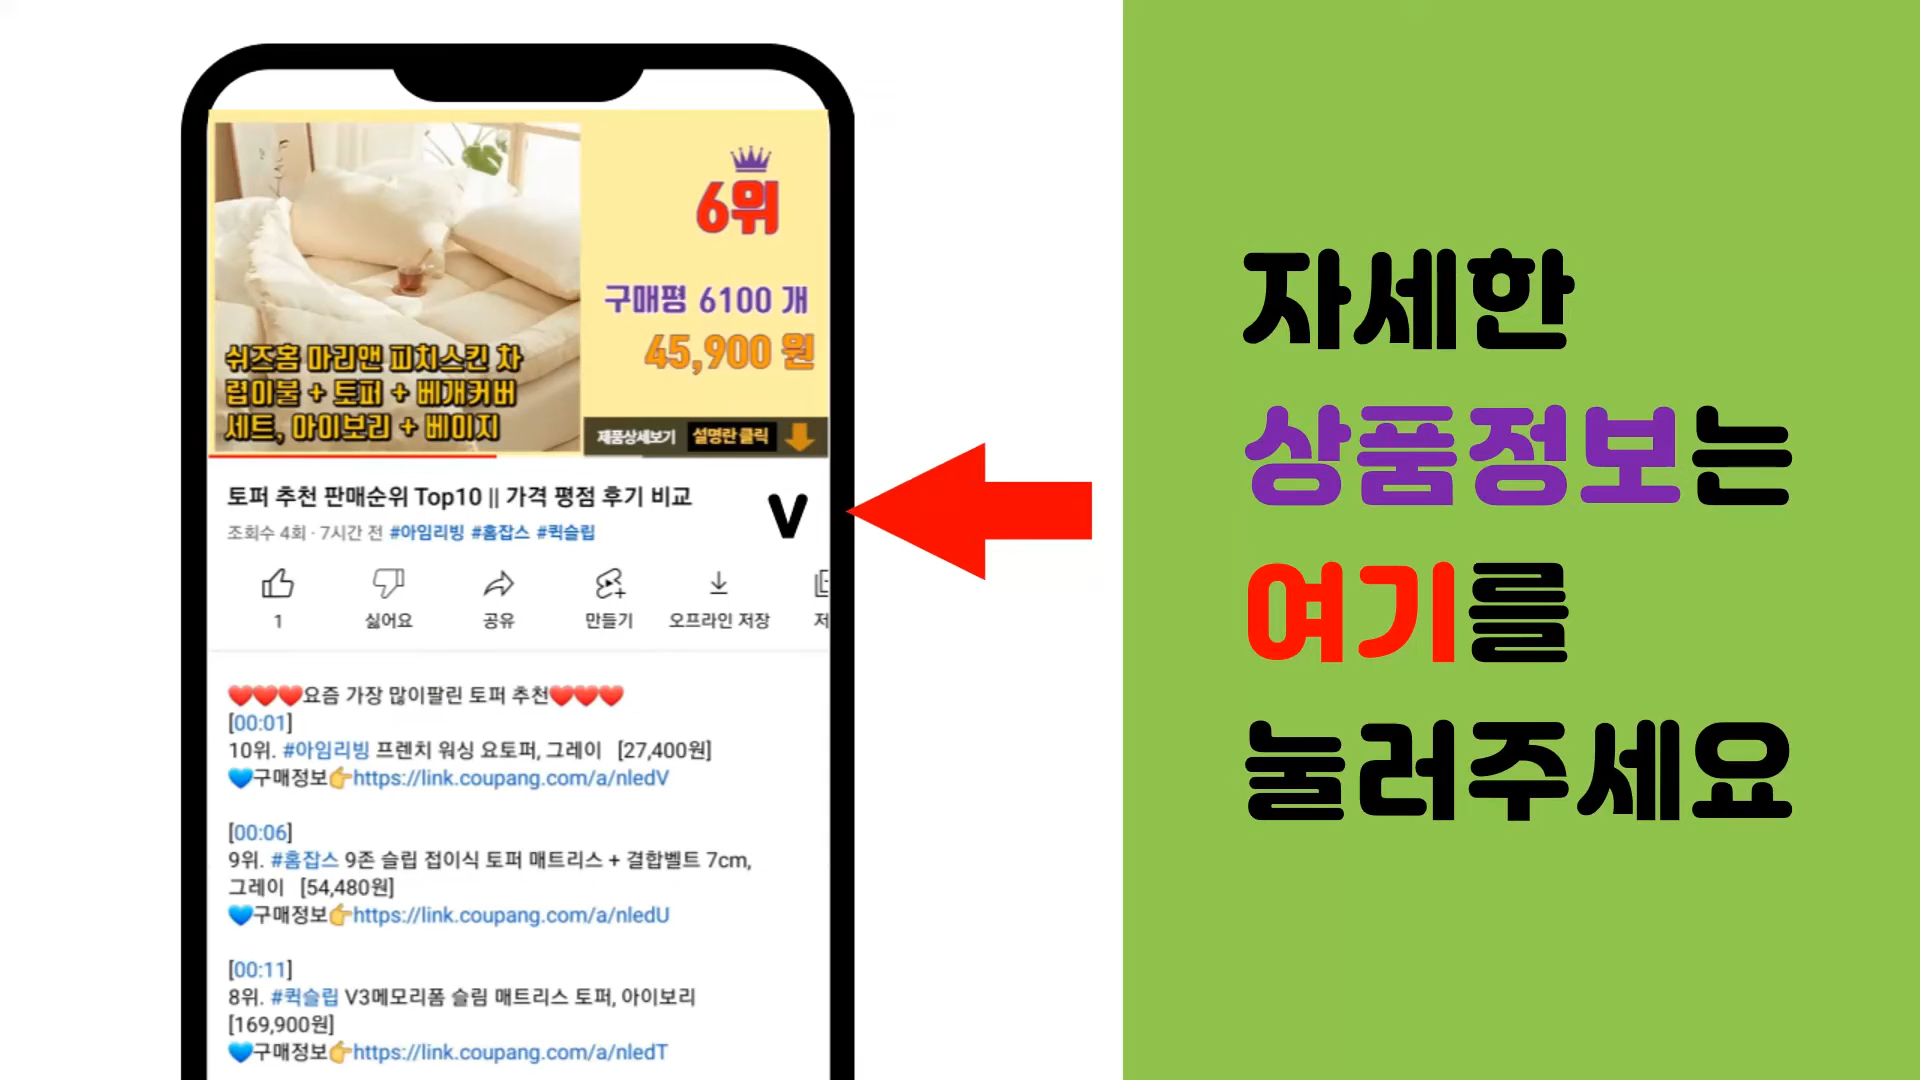 6위
구매평 6100 개
45,900 원
쉬즈홈 마리앤 피치스킨 차
렵이불 + 토퍼 + 베개커버
세트, 아이보리 + 베이지
제품상세보기 설명란 클릭
토퍼 추천 판매순위 Top10 || 가격 평점 후기 비교
V
조회수 4회 · 7시간 전 #아임리빙 #홈잡스 #퀵슬립
1 싫어요 공유 만들기 오프라인 저장 저
❤️❤️❤️요즘 가장 많이팔린 토퍼 추천❤️❤️❤️
[00:01]
10위. #아임리빙 프렌치 워싱 요토퍼, 그레이 [27,400원]
💙구매정보👉https://link.coupang.com/a/nledV
[00:06]
9위. #홈잡스 9존 슬립 접이식 토퍼 매트리스 + 결합벨트 7cm,
그레이 [54,480원]
💙구매정보👉https://link.coupang.com/a/nledU
[00:11]
8위. #퀵슬립 V3메모리폼 슬림 매트리스 토퍼, 아이보리
[169,900원]
💙구매정보👉https://link.coupang.com/a/nledT
자세한
상품정보는
여기를
눌러주세요